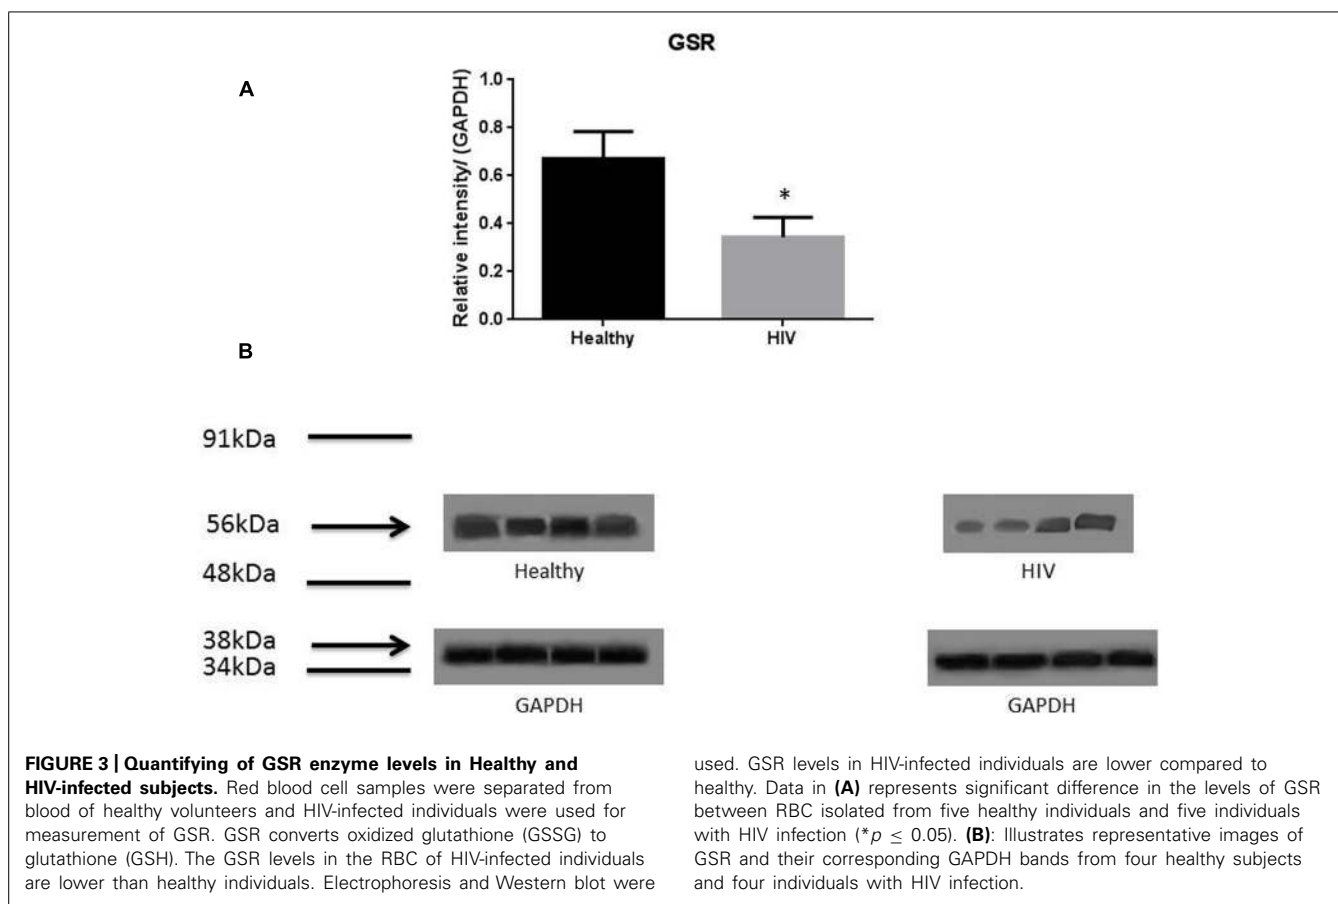 GSR
A
Relative intensity/ (GAPDH)
1.0
0.8
0.6
0.4
0.2
0.0
*
Healthy
HIV
B
91kDa
56kDa
48kDa
38kDa
34kDa
Healthy
HIV
GAPDH
GAPDH
FIGURE 3 | Quantifying of GSR enzyme levels in Healthy and
HIV-infected subjects. Red blood cell samples were separated from
blood of healthy volunteers and HIV-infected individuals were used for
measurement of GSR. GSR converts oxidized glutathione (GSSG) to
glutathione (GSH). The GSR levels in the RBC of HIV-infected individuals
are lower than healthy individuals. Electrophoresis and Western blot were
used. GSR levels in HIV-infected individuals are lower compared to
healthy. Data in (A) represents significant difference in the levels of GSR
between RBC isolated from five healthy individuals and five individuals
with HIV infection (*p ≤ 0.05). (B): Illustrates representative images of
GSR and their corresponding GAPDH bands from four healthy subjects
and four individuals with HIV infection.